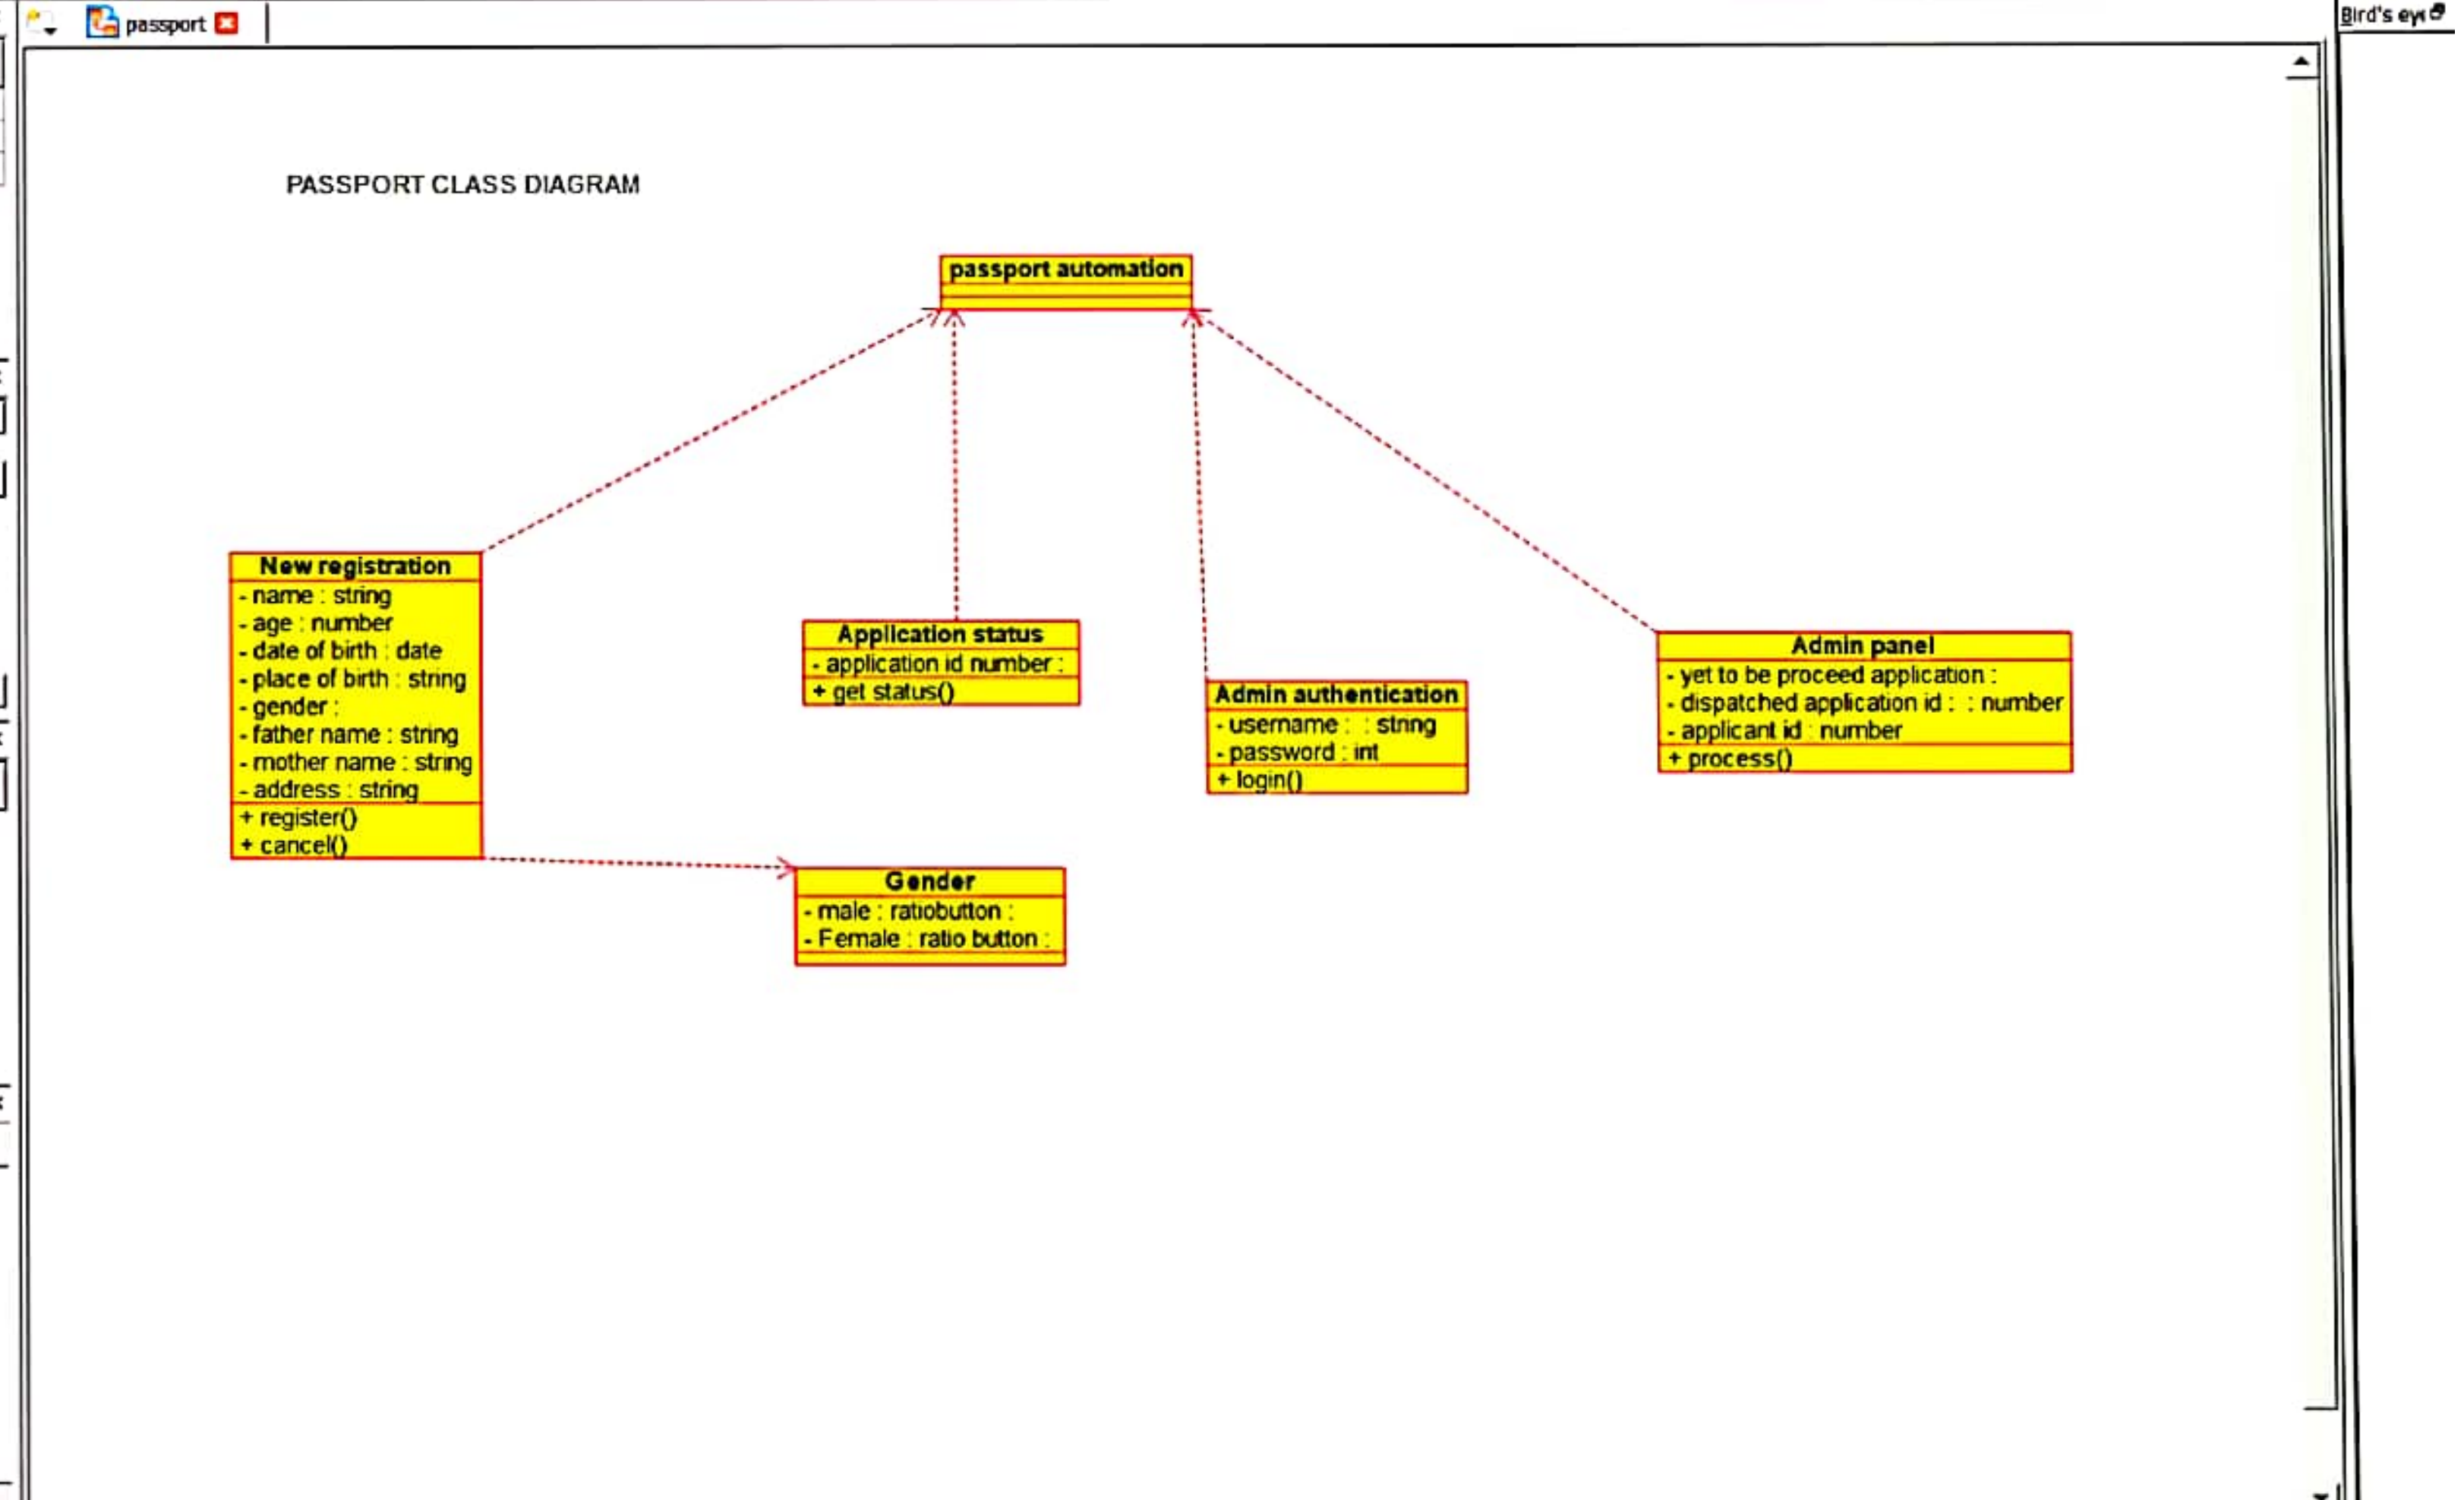 passport
Bird's eye
PASSPORT CLASS DIAGRAM
passport automation
New registration
- name : string
- age : number
- date of birth : date
- place of birth : string
- gender :
- father name : string
- mother name : string
- address : string
+ register()
+ cancel()
Application status
- application id number :
+ get status()
Admin authentication
- username : : string
- password : int
+ login()
Admin panel
- yet to be proceed application :
- dispatched application id : : number
- applicant id : number
+ process()
Gender
- male : ratiobutton :
- Female : ratio button :